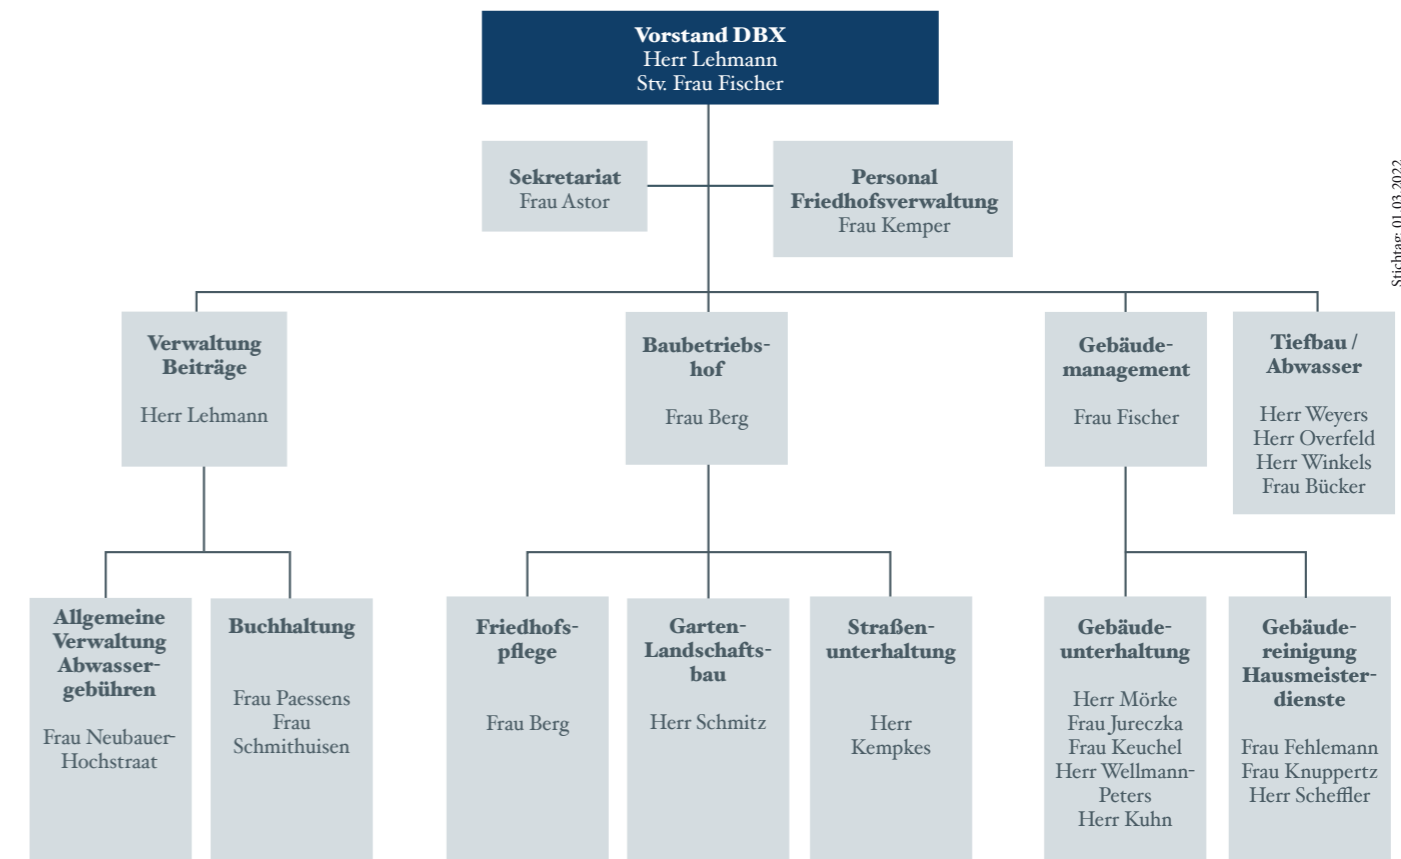 Vorstand DBX
Herr Lehmann
Stv. Frau Fischer
Sekretariat
Frau Astor
Personal
Friedhofsverwaltung
Frau Kemper
Stichtag: 01.03.2022
Verwaltung
Beiträge
Herr Lehmann
Baubetriebs-
hof
Frau Berg
Gebäude-
management
Frau Fischer
Tiefbau /
Abwasser
Herr Weyers
Herr Overfeld
Herr Winkels
Frau Bücker
Allgemeine
Verwaltung
Abwasser-
gebühren
Frau Neubauer-
Hochstraat
Buchhaltung
Frau Paessens
Frau
Schmithuisen
Friedhofs-
pflege
Frau Berg
Garten-
Landschafts-
bau
Herr Schmitz
Straßen-
unterhaltung
Herr
Kempkes
Gebäude-
unterhaltung
Herr Mörke
Frau Jureczka
Frau Keuchel
Herr Wellmann-
Peters
Herr Kuhn
Gebäude-
reinigung
Hausmeister-
dienste
Frau Fehlemann
Frau Knuppertz
Herr Scheffler